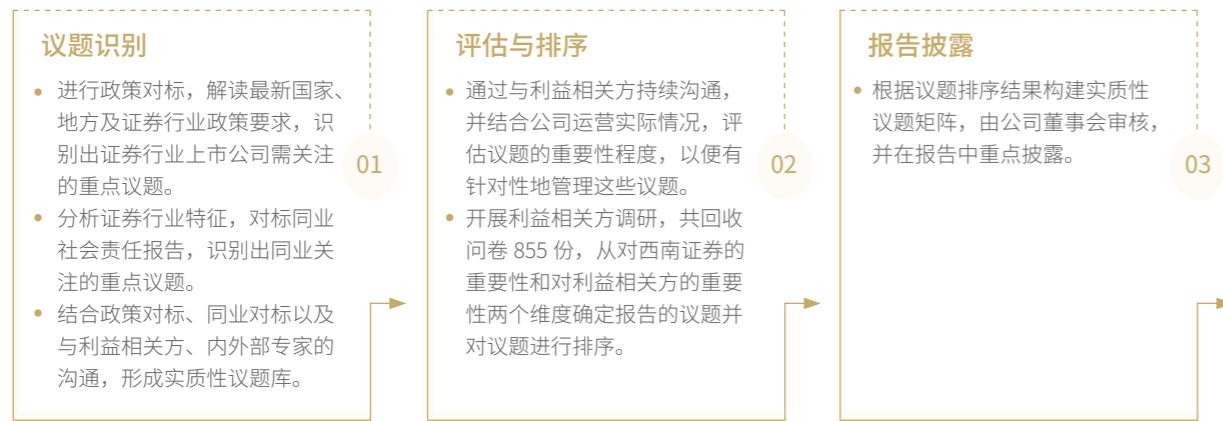 议题识别
进行政策对标，解读最新国家、
地方及证券行业政策要求，识
别出证券行业上市公司需关注
的重点议题。
分析证券行业特征，对标同业
社会责任报告，识别出同业关
注的重点议题。
结合政策对标、同业对标以及
与利益相关方、内外部专家的
沟通，形成实质性议题库。
01
评估与排序
通过与利益相关方持续沟通，
并结合公司运营实际情况，评
估议题的重要性程度，以便有
针对性地管理这些议题。
开展利益相关方调研，共回收
问卷 855 份，从对西南证券的
重要性和对利益相关方的重要
性两个维度确定报告的议题并
对议题进行排序。
02
报告披露
根据议题排序结果构建实质性
议题矩阵，由公司董事会审核，
并在报告中重点披露。
03